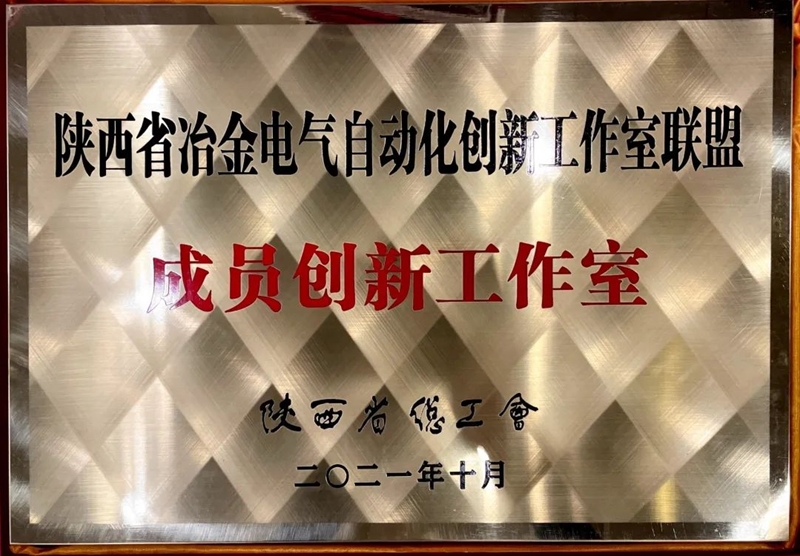 陕西省冶金电气自动化创新工作室联盟
成员创新工作室
陕西省总工會
二〇二一年十月